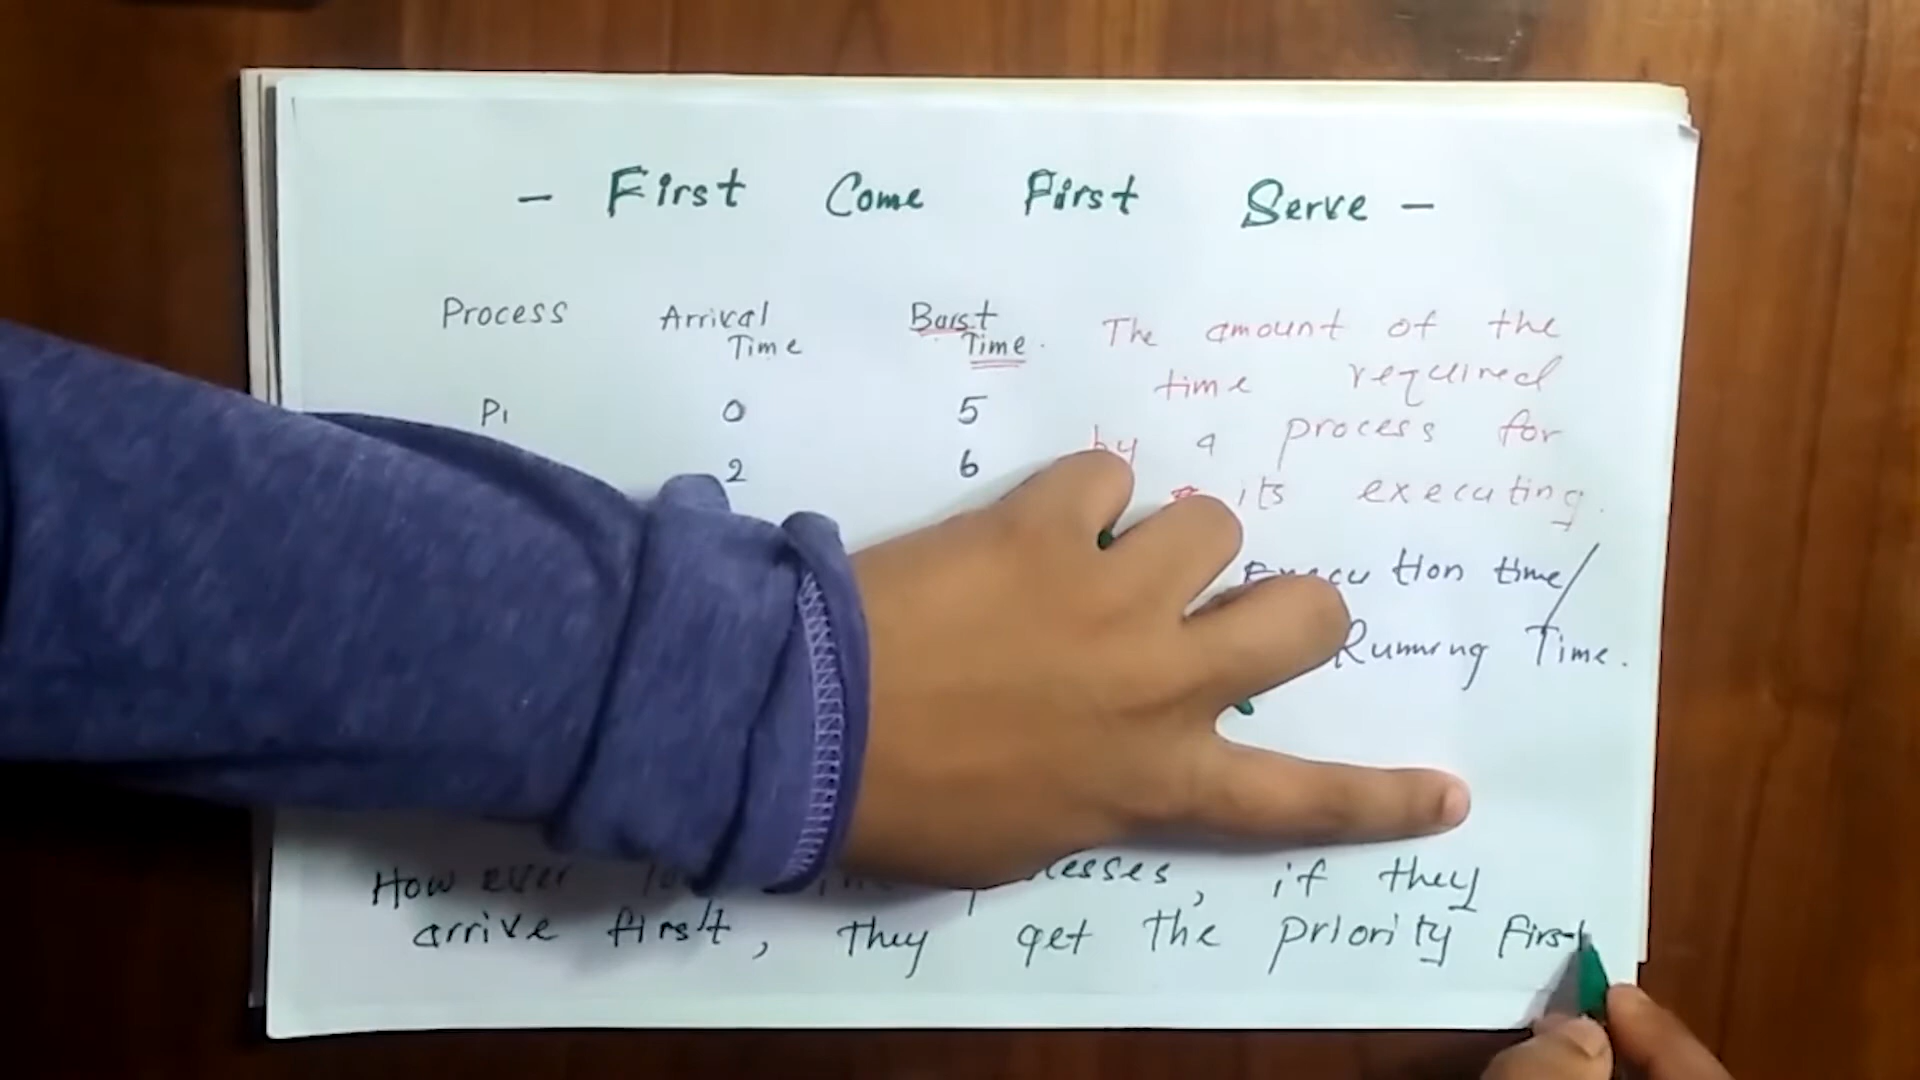 - First Come First Serve -
Process Arrival Time Burst Time. The amount of the
time required
P1 0 5 by a process for
2 6 its executing.
Execution time/
Running Time.
How ever if they
arrive first, they get the priority first